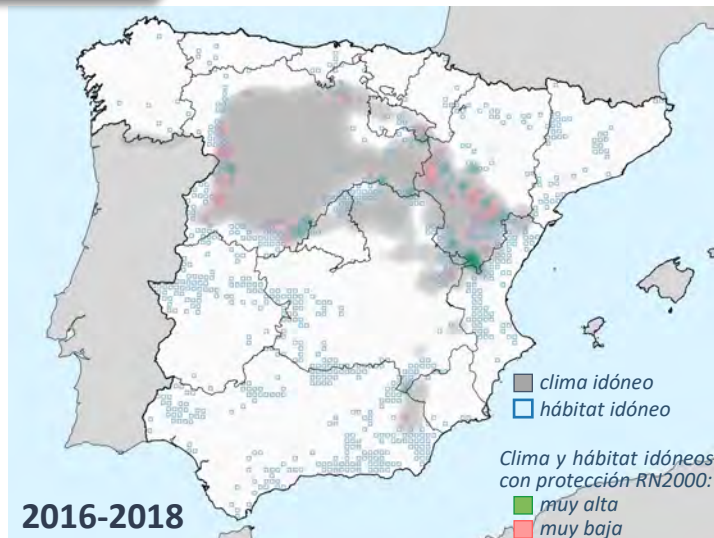 clima idóneo
hábitat idóneo
Clima y hábitat idóneos
con protección RN2000:
muy alta
muy baja
2016-2018